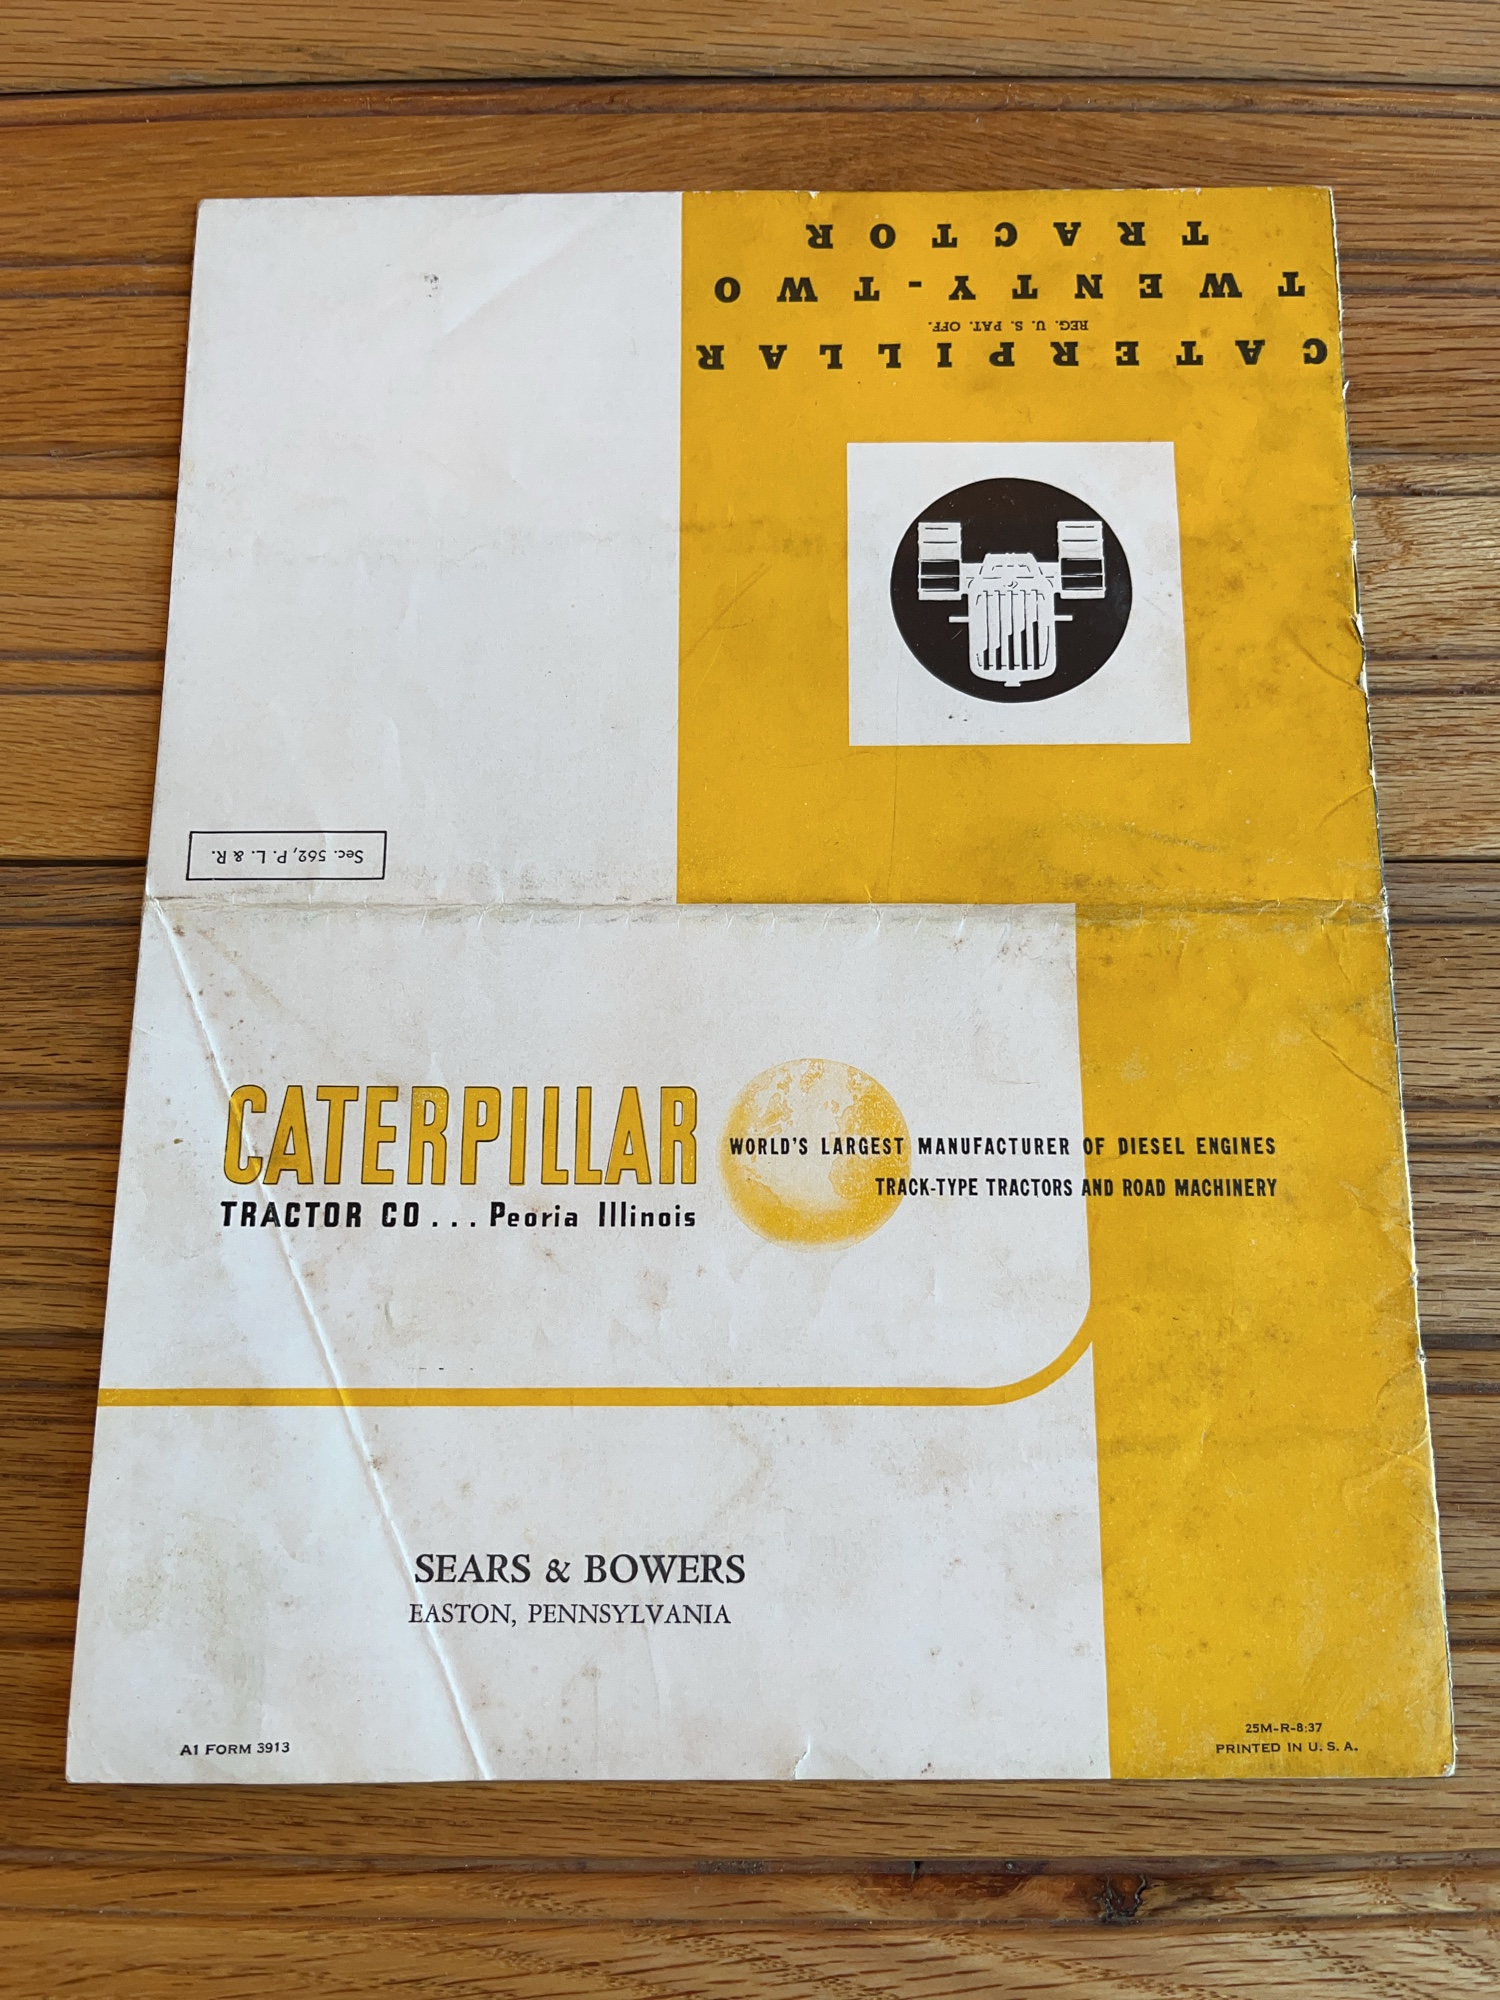 CATERPILLAR
REG. U. S. PAT. OFF.
TWENTY-TWO
TRACTOR
Sec. 562, P. L. & R.
CATERPILLAR
TRACTOR CO... Peoria Illinois
WORLD'S LARGEST MANUFACTURER OF DIESEL ENGINES
TRACK-TYPE TRACTORS AND ROAD MACHINERY
SEARS & BOWERS
EASTON, PENNSYLVANIA
A1 FORM 3913
25M-R-8:37
PRINTED IN U. S. A.